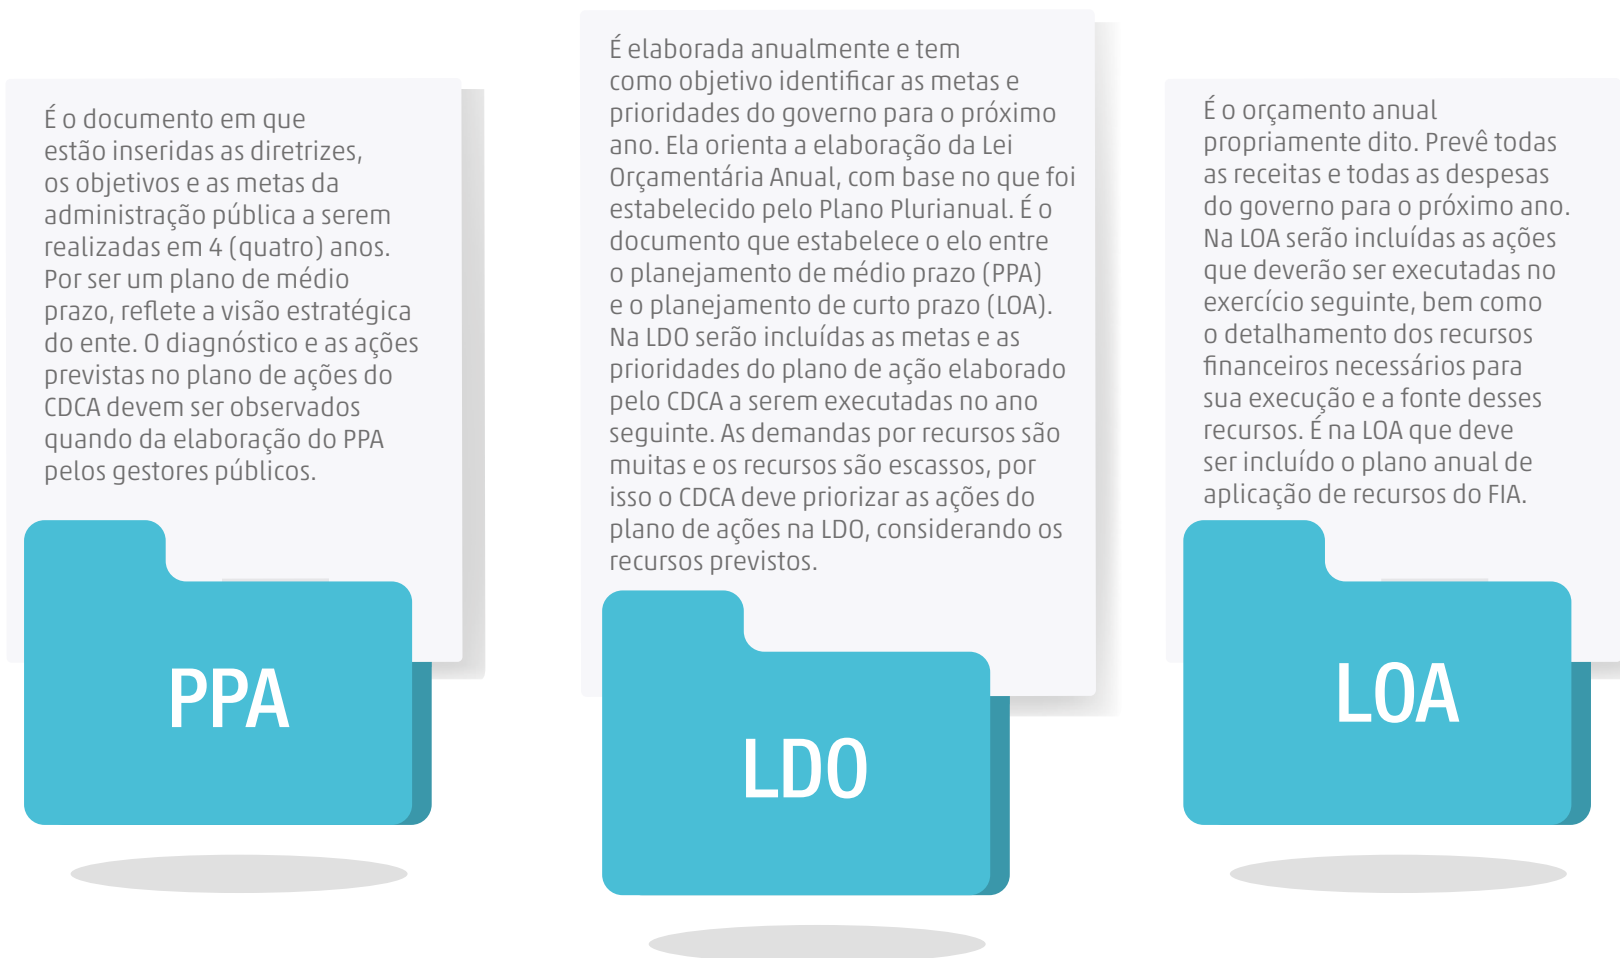 É o documento em que
estão inseridas as diretrizes,
os objetivos e as metas da
administração pública a serem
realizadas em 4 (quatro) anos.
Por ser um plano de médio
prazo, reflete a visão estratégica
do ente. O diagnóstico e as ações
previstas no plano de ações do
CDCA devem ser observados
quando da elaboração do PPA
pelos gestores públicos.
PPA
É elaborada anualmente e tem
como objetivo identificar as metas e
prioridades do governo para o próximo
ano. Ela orienta a elaboração da Lei
Orçamentária Anual, com base no que foi
estabelecido pelo Plano Plurianual. É o
documento que estabelece o elo entre
o planejamento de médio prazo (PPA)
e o planejamento de curto prazo (LOA).
Na LDO serão incluídas as metas e as
prioridades do plano de ação elaborado
pelo CDCA a serem executadas no ano
seguinte. As demandas por recursos são
muitas e os recursos são escassos, por
isso o CDCA deve priorizar as ações do
plano de ações na LDO, considerando os
recursos previstos.
LDO
É o orçamento anual
propriamente dito. Prevê todas
as receitas e todas as despesas
do governo para o próximo ano.
Na LOA serão incluídas as ações
que deverão ser executadas no
exercício seguinte, bem como
o detalhamento dos recursos
financeiros necessários para
sua execução e a fonte desses
recursos. É na LOA que deve
ser incluído o plano anual de
aplicação de recursos do FIA.
LOA